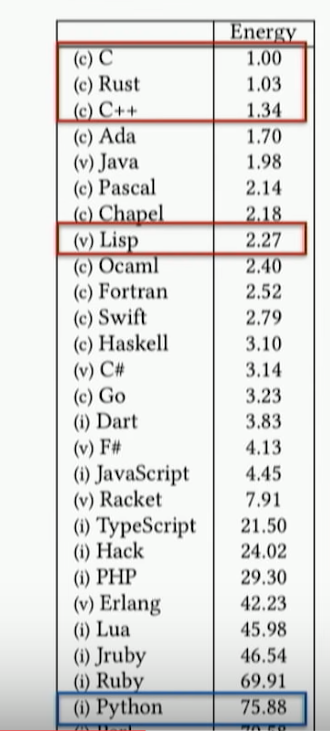 Energy
(c) C 1.00
(c) Rust 1.03
(c) C++ 1.34
(c) Ada 1.70
(v) Java 1.98
(c) Pascal 2.14
(c) Chapel 2.18
(v) Lisp 2.27
(c) Ocaml 2.40
(c) Fortran 2.52
(c) Swift 2.79
(c) Haskell 3.10
(v) C# 3.14
(c) Go 3.23
(i) Dart 3.83
(v) F# 4.13
(i) JavaScript 4.45
(v) Racket 7.91
(i) TypeScript 21.50
(i) Hack 24.02
(i) PHP 29.30
(v) Erlang 42.23
(i) Lua 45.98
(i) Jruby 46.54
(i) Ruby 69.91
(i) Python 75.88